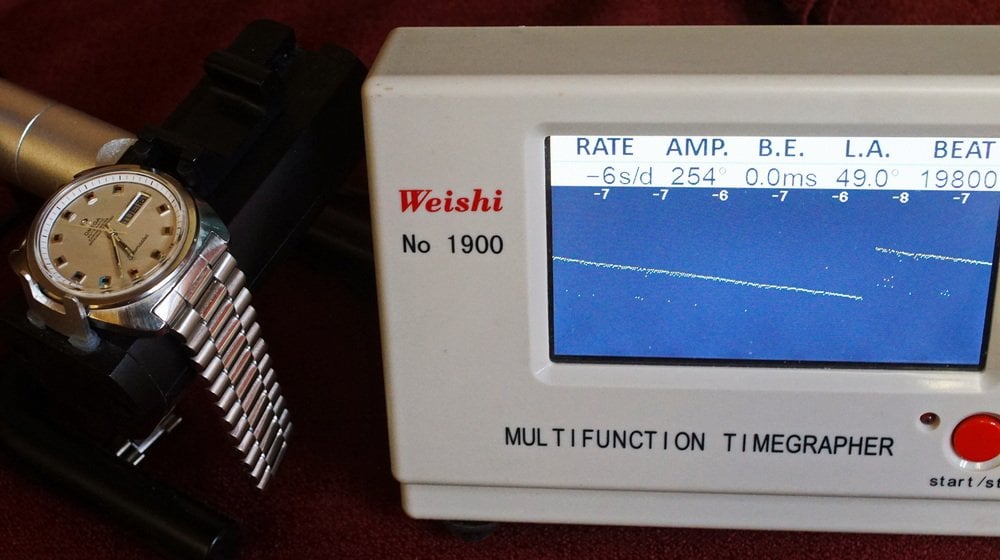 RATE AMP. B.E. L.A. BEAT
-6s/d 254° 0.0ms 49.0° 19800
-7 -7 -6 -7 -6 -8 -7
Weishi
No 1900
MULTIFUNCTION TIMEGRAPHER
start/st
OMEGA